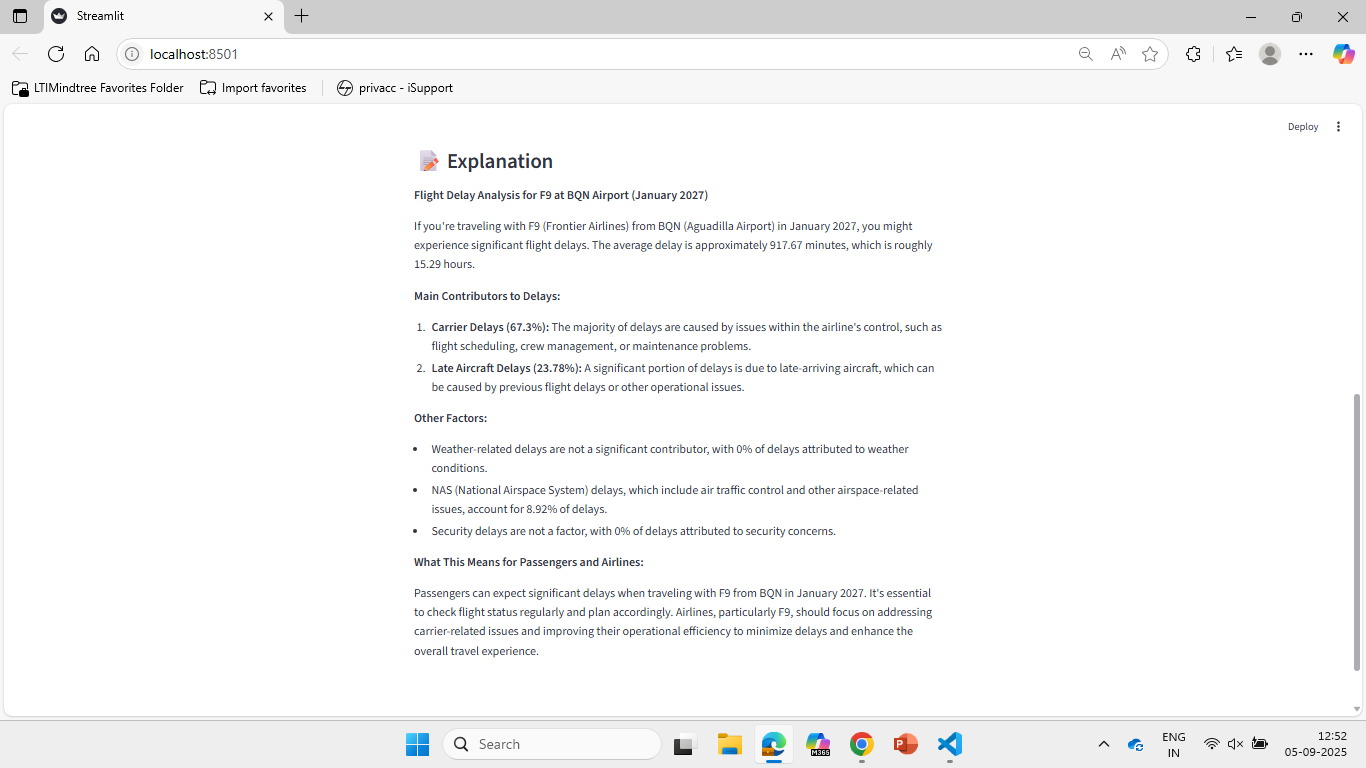 Streamlit
localhost:8501
LTIMindtree Favorites Folder
Import favorites
privacc - iSupport
Deploy
Explanation
Flight Delay Analysis for F9 at BQN Airport (January 2027)
If you're traveling with F9 (Frontier Airlines) from BQN (Aguadilla Airport) in January 2027, you might
experience significant flight delays. The average delay is approximately 917.67 minutes, which is roughly
15.29 hours.
Main Contributors to Delays:
1. Carrier Delays (67.3%): The majority of delays are caused by issues within the airline's control, such as
flight scheduling, crew management, or maintenance problems.
2. Late Aircraft Delays (23.78%): A significant portion of delays is due to late-arriving aircraft, which can
be caused by previous flight delays or other operational issues.
Other Factors:
• Weather-related delays are not a significant contributor, with 0% of delays attributed to weather
conditions.
• NAS (National Airspace System) delays, which include air traffic control and other airspace-related
issues, account for 8.92% of delays.
• Security delays are not a factor, with 0% of delays attributed to security concerns.
What This Means for Passengers and Airlines:
Passengers can expect significant delays when traveling with F9 from BQN in January 2027. It's essential
to check flight status regularly and plan accordingly. Airlines, particularly F9, should focus on addressing
carrier-related issues and improving their operational efficiency to minimize delays and enhance the
overall travel experience.
Search
M365
ENG
IN
12:52
05-09-2025